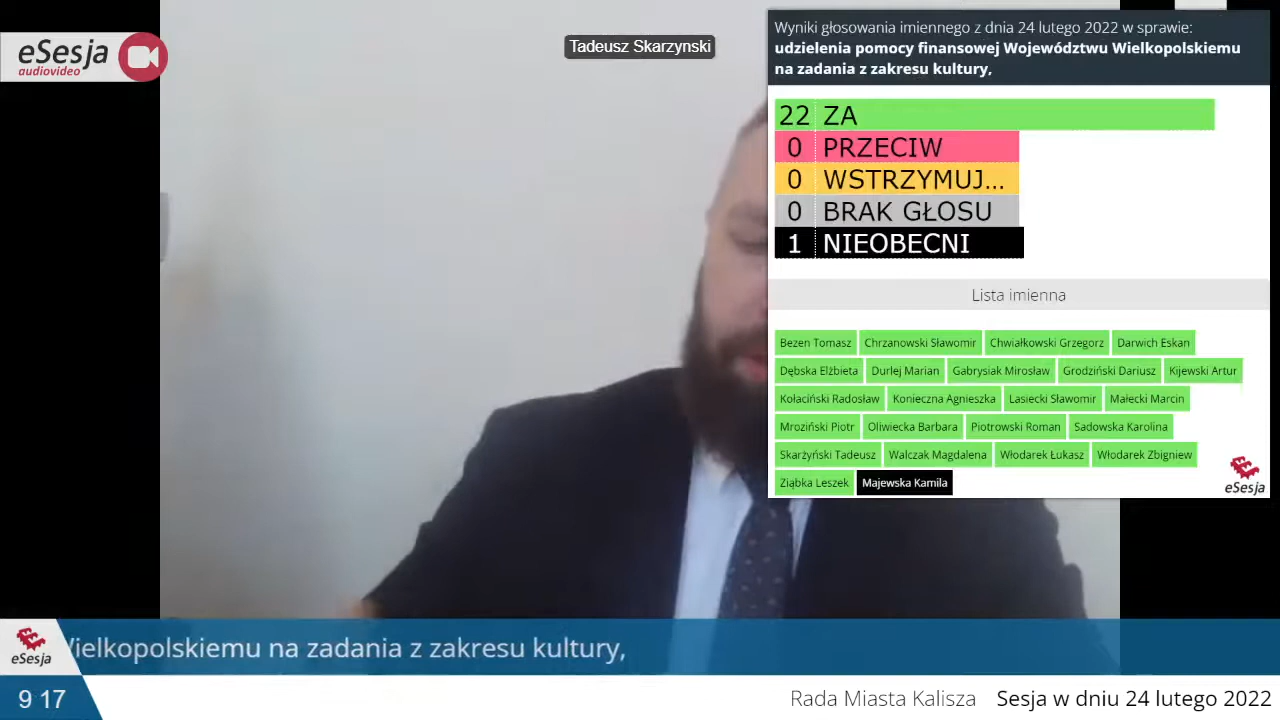 eSesja
audiovideo
Tadeusz Skarzynski
Wyniki głosowania imiennego z dnia 24 lutego 2022 w sprawie:
udzielenia pomocy finansowej Województwu Wielkopolskiemu
na zadania z zakresu kultury,
22 ZA
0 PRZECIW
0 WSTRZYMUJ...
0 BRAK GŁOSU
1 NIEOBECNI
Lista imienna
Bezen Tomasz Chrzanowski Sławomir Chwiałkowski Grzegorz Darwich Eskan
Dębska Elżbieta Durlej Marian Gabrysiak Mirosław Grodziński Dariusz Kijewski Artur
Kołaciński Radosław Konieczna Agnieszka Lasiecki Sławomir Małecki Marcin
Mroziński Piotr Oliwiecka Barbara Piotrowski Roman Sadowska Karolina
Skarżyński Tadeusz Walczak Magdalena Włodarek Łukasz Włodarek Zbigniew
Ziąbka Leszek Majewska Kamila
eSesja
eSesja
Wielkopolskiemu na zadania z zakresu kultury,
9 17
Rada Miasta Kalisza Sesja w dniu 24 lutego 2022